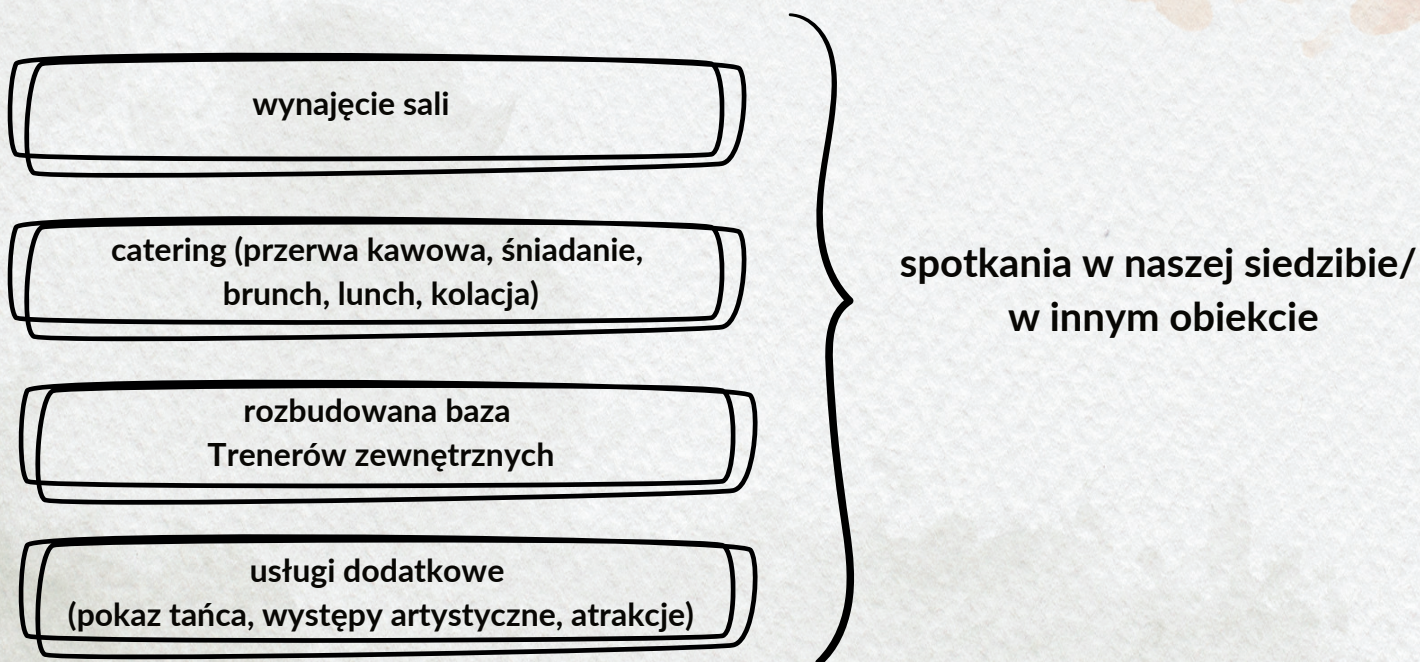 wynajęcie sali
catering (przerwa kawowa, śniadanie,
brunch, lunch, kolacja)
rozbudowana baza
Trenerów zewnętrznych
usługi dodatkowe
(pokaz tańca, występy artystyczne, atrakcje)
spotkania w naszej siedzibie/
w innym obiekcie